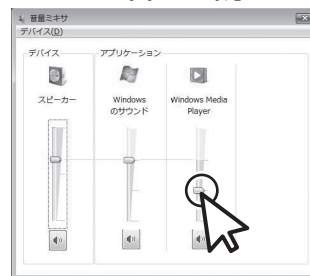 音量ミキサ
デバイス(D)
デバイス
アプリケーション
スピーカー
Windows
のサウンド
Windows Media
Player